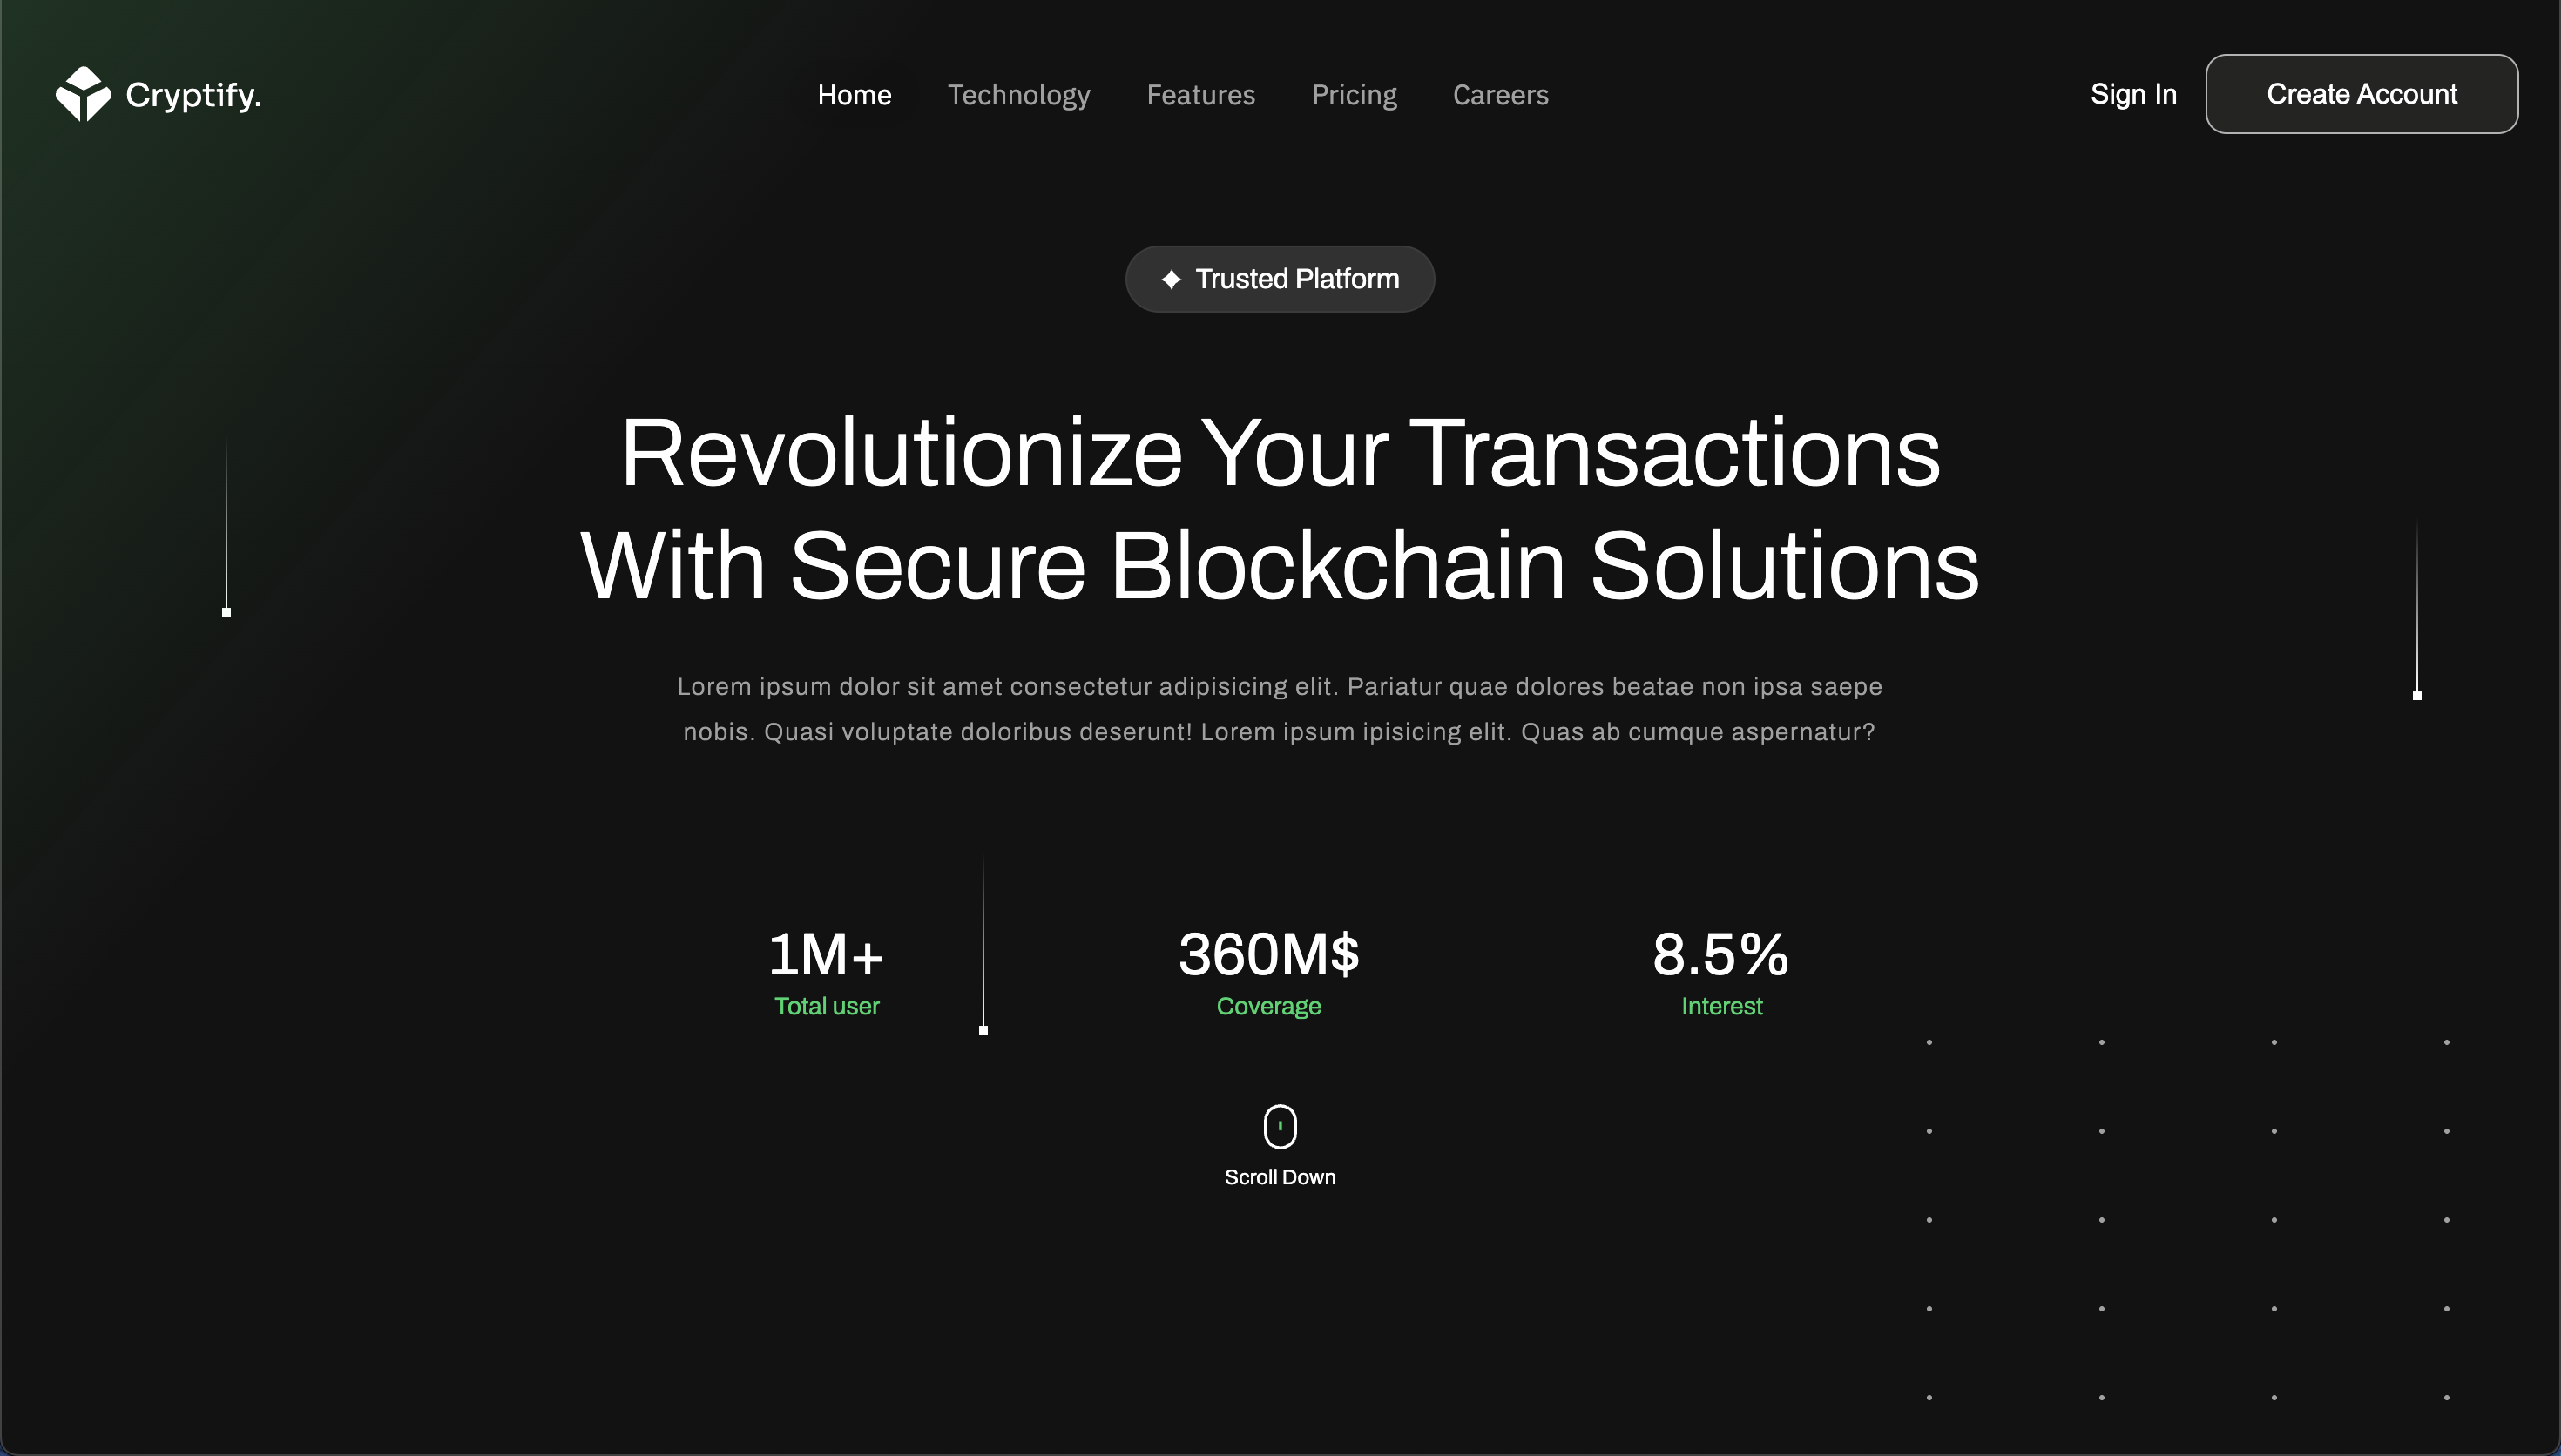 Cryptify.
Home Technology Features Pricing Careers
Sign In
Create Account
Trusted Platform
Revolutionize Your Transactions
With Secure Blockchain Solutions
Lorem ipsum dolor sit amet consectetur adipisicing elit. Pariatur quae dolores beatae non ipsa saepe
nobis. Quasi voluptate doloribus deserunt! Lorem ipsum ipisicing elit. Quas ab cumque aspernatur?
1M+
Total user
360M$
Coverage
8.5%
Interest
Scroll Down